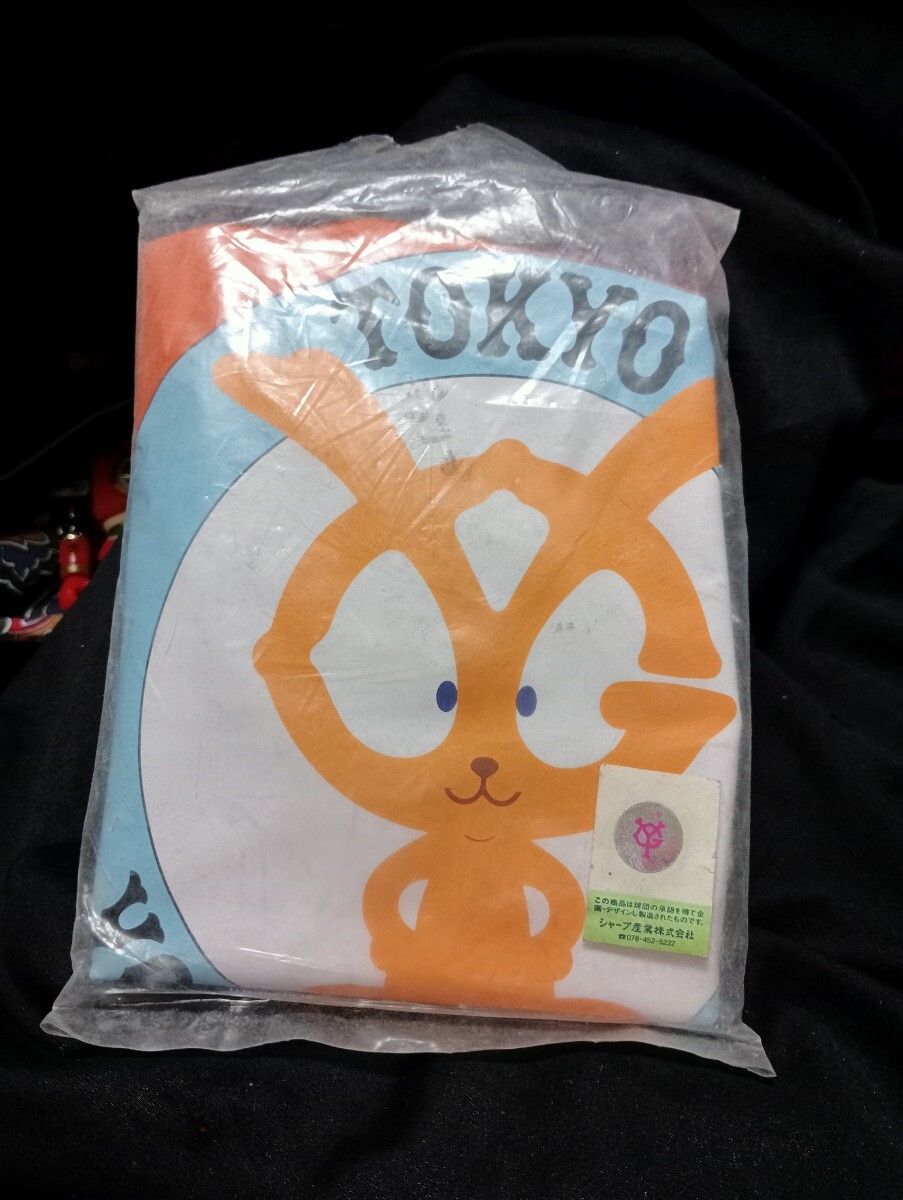 TOKYO
この商品は球団の承認を得て企
画・デザインし製造されたものです。
シャープ産業株式会社
☎078-452-5222